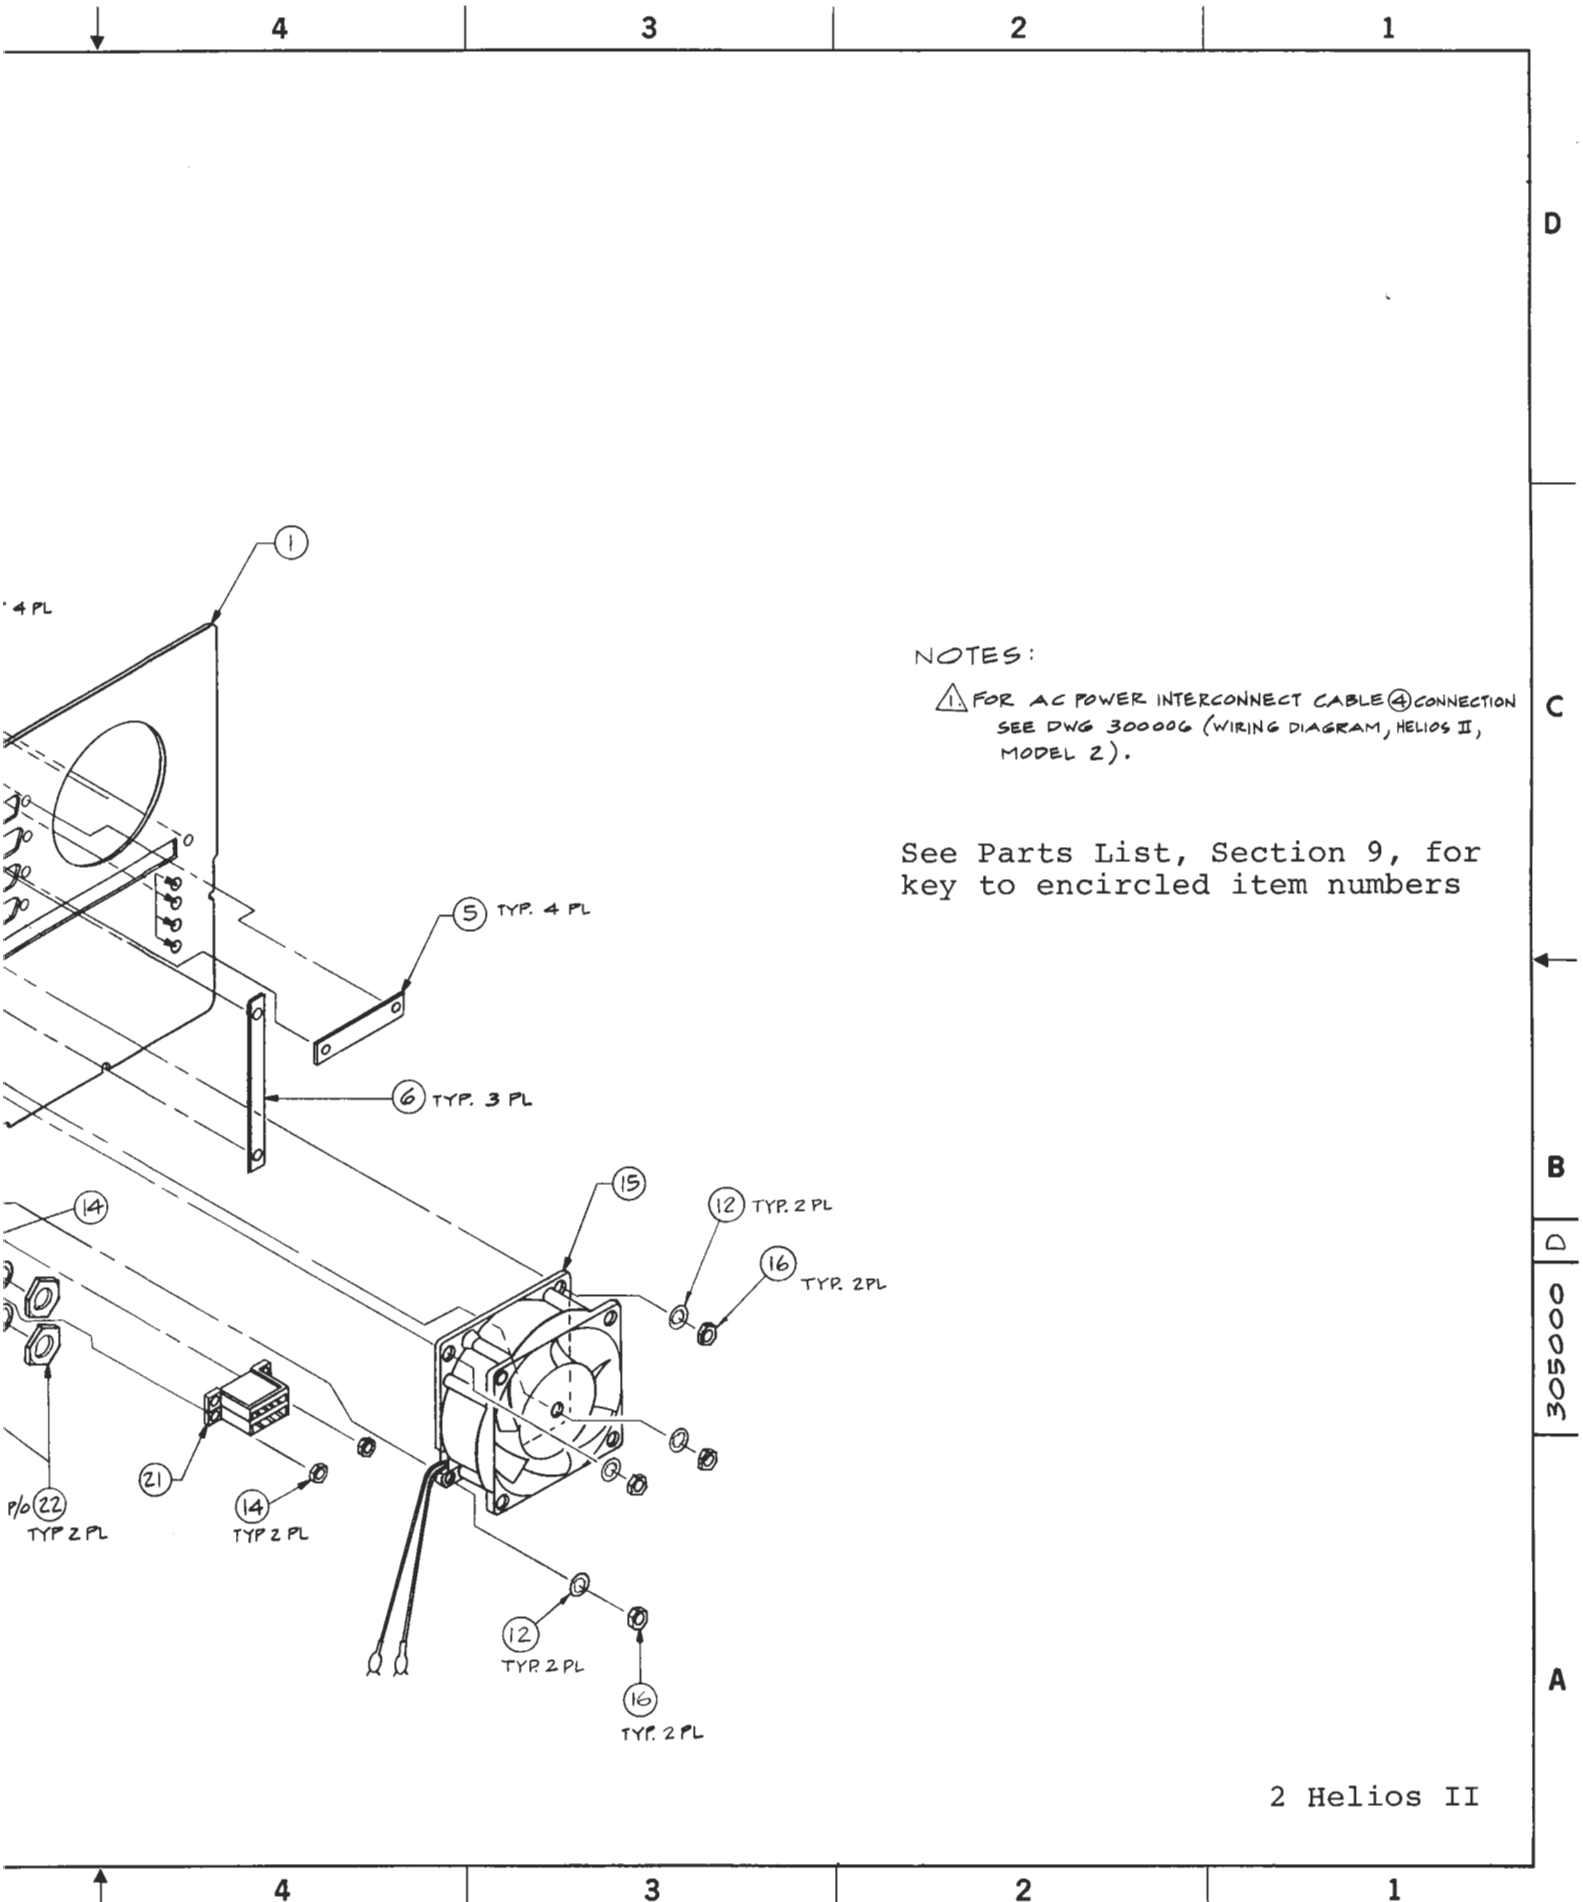 4 3 2 1
D
1
4 PL
NOTES:
1. FOR AC POWER INTERCONNECT CABLE 4 CONNECTION
SEE DWG 300006 (WIRING DIAGRAM, HELIOS II,
MODEL 2).
C
See Parts List, Section 9, for
key to encircled item numbers
5 TYP. 4 PL
6 TYP. 3 PL
B
15
12 TYP. 2 PL
14
16
TYP. 2 PL
D
3050000
21
P/O 22
TYP 2 PL
14
TYP 2 PL
12
TYP. 2 PL
16
TYP. 2 PL
A
2 Helios II
4 3 2 1